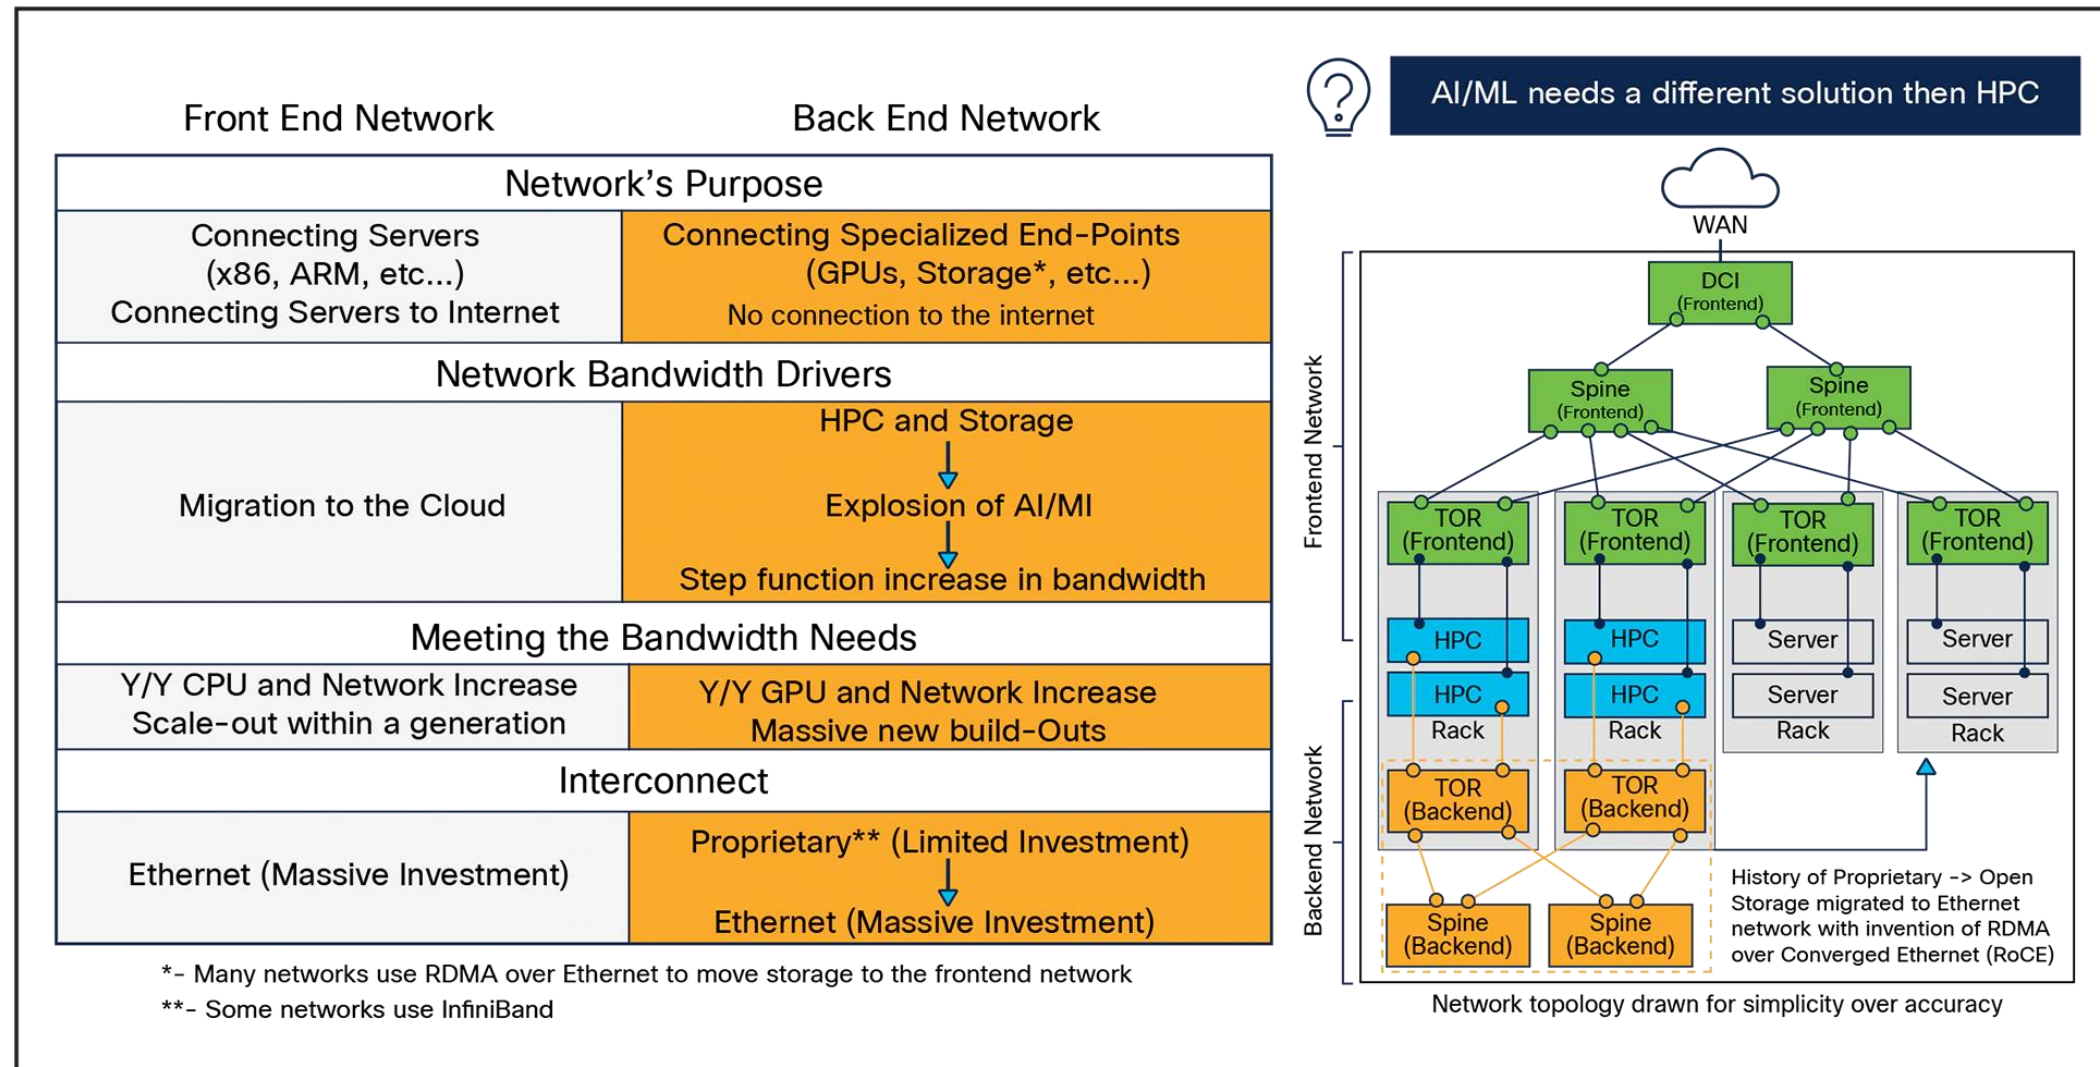 Front End Network
Back End Network
Network's Purpose
Connecting Servers
(x86, ARM, etc...)
Connecting Servers to Internet
Connecting Specialized End-Points
(GPUs, Storage*, etc...)
No connection to the internet
Network Bandwidth Drivers
Migration to the Cloud
HPC and Storage
Explosion of AI/MI
Step function increase in bandwidth
Meeting the Bandwidth Needs
Y/Y CPU and Network Increase
Scale-out within a generation
Y/Y GPU and Network Increase
Massive new build-Outs
Interconnect
Ethernet (Massive Investment)
Proprietary** (Limited Investment)
Ethernet (Massive Investment)
*- Many networks use RDMA over Ethernet to move storage to the frontend network
**- Some networks use InfiniBand
?
AI/ML needs a different solution then HPC
WAN
Frontend Network
DCI
(Frontend)
Spine
(Frontend)
Spine
(Frontend)
TOR
(Frontend)
TOR
(Frontend)
TOR
(Frontend)
TOR
(Frontend)
HPC
HPC
Server
Server
HPC
HPC
Server
Server
Rack
Rack
Rack
Rack
Backend Network
TOR
(Backend)
TOR
(Backend)
Spine
(Backend)
Spine
(Backend)
History of Proprietary -> Open
Storage migrated to Ethernet
network with invention of RDMA
over Converged Ethernet (RoCE)
Network topology drawn for simplicity over accuracy